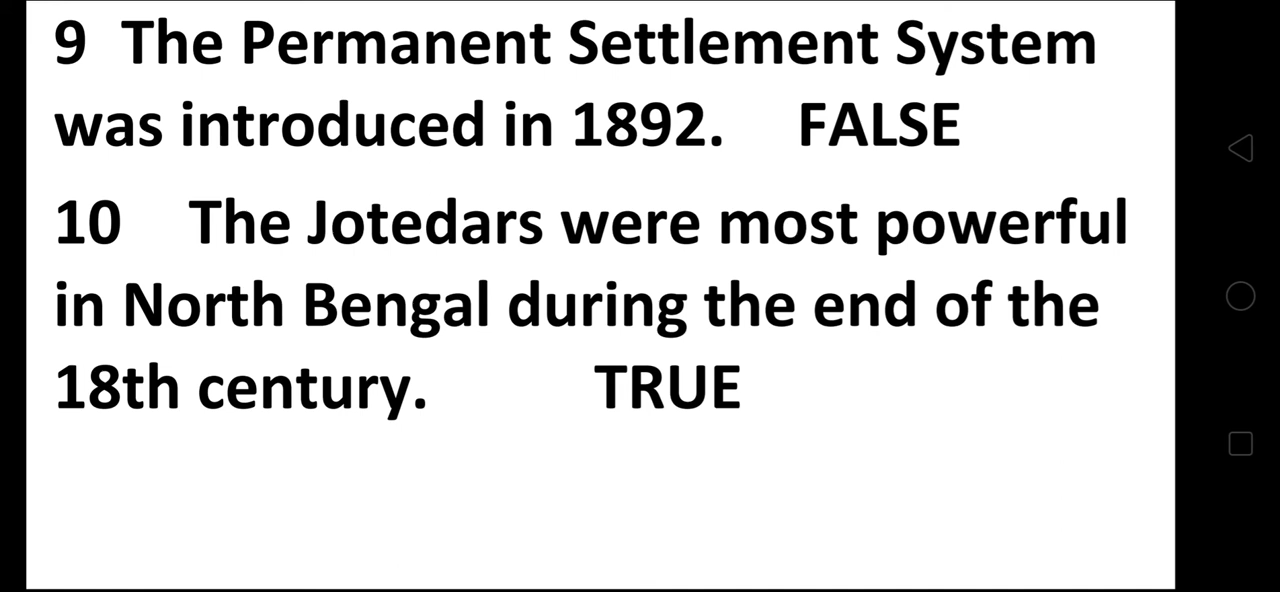 9 The Permanent Settlement System
was introduced in 1892. FALSE
10 The Jotedars were most powerful
in North Bengal during the end of the
18th century. TRUE